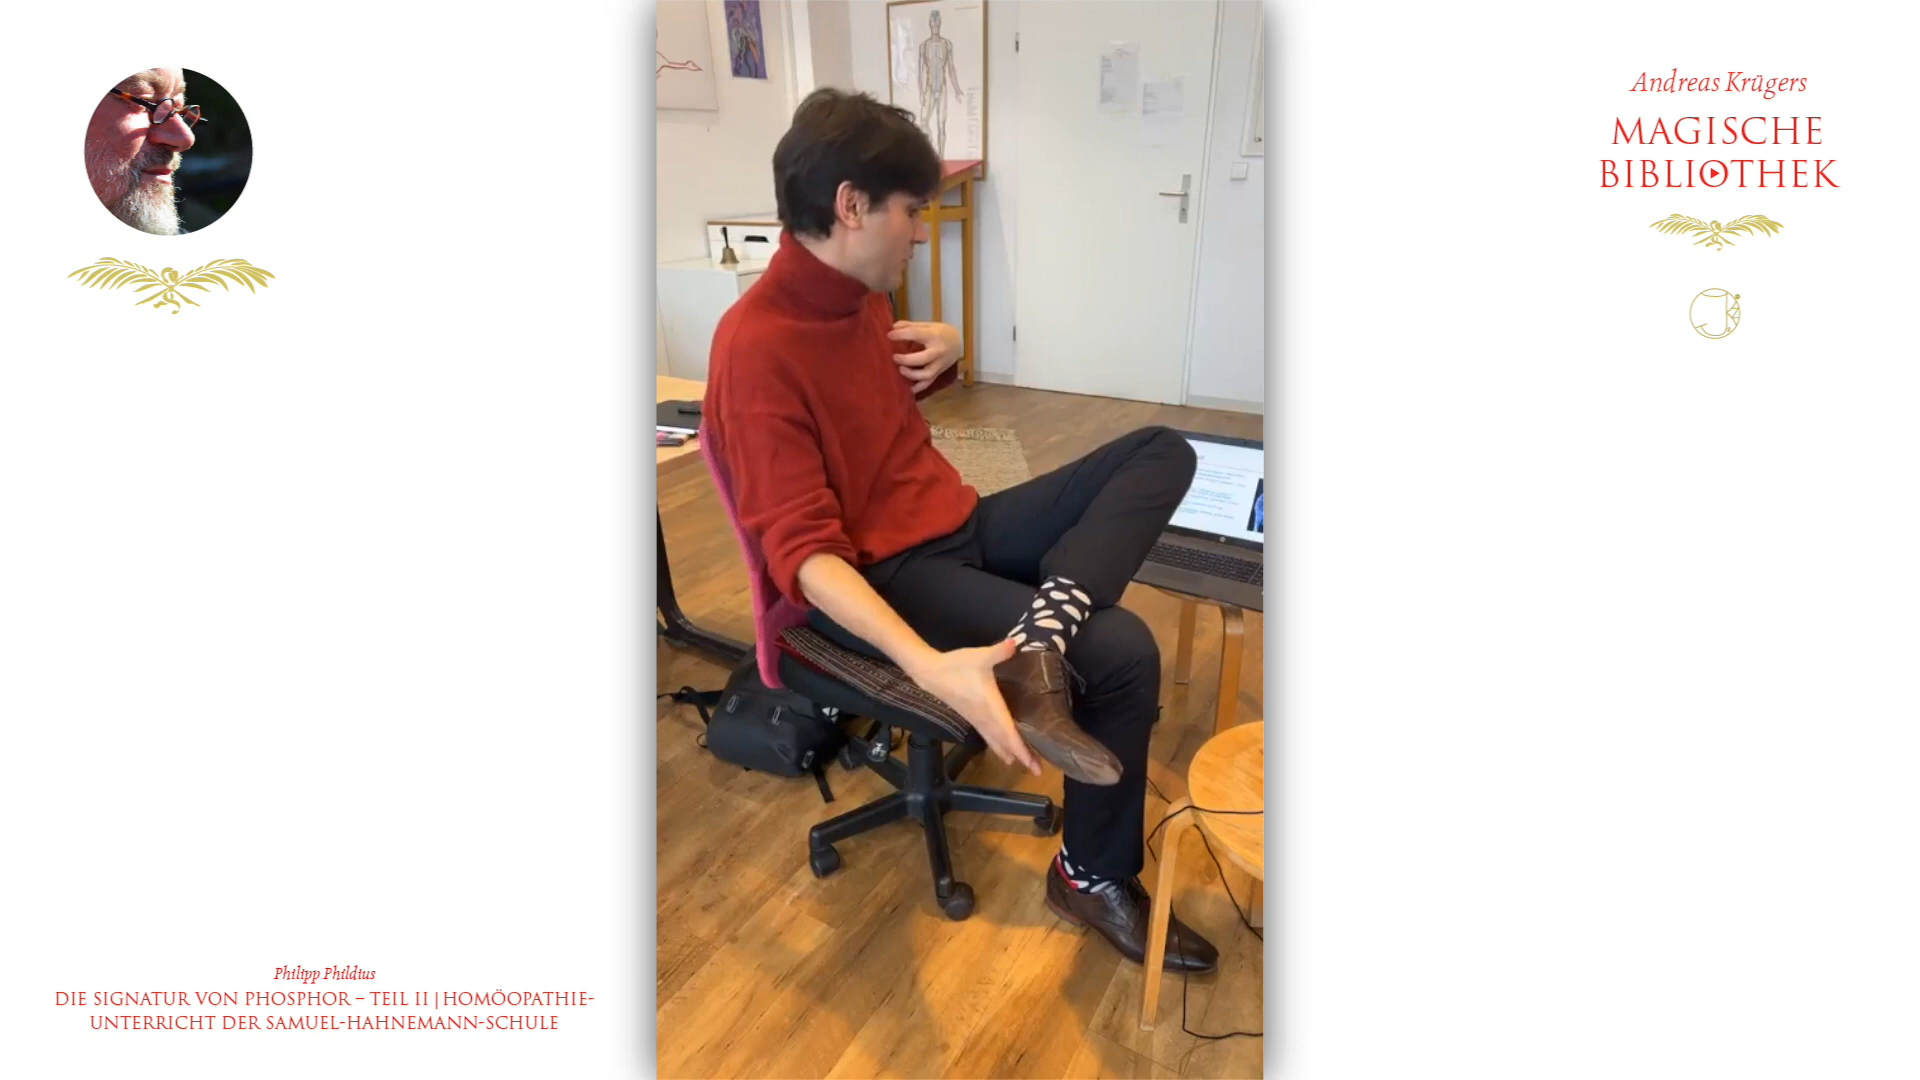 Andreas Krügers
MAGISCHE
BIBLIOTHEK
Philipp Phildius
DIE SIGNATUR VON PHOSPHOR – TEIL II | HOMÖOPATHIE-
UNTERRICHT DER SAMUEL-HAHNEMANN-SCHULE